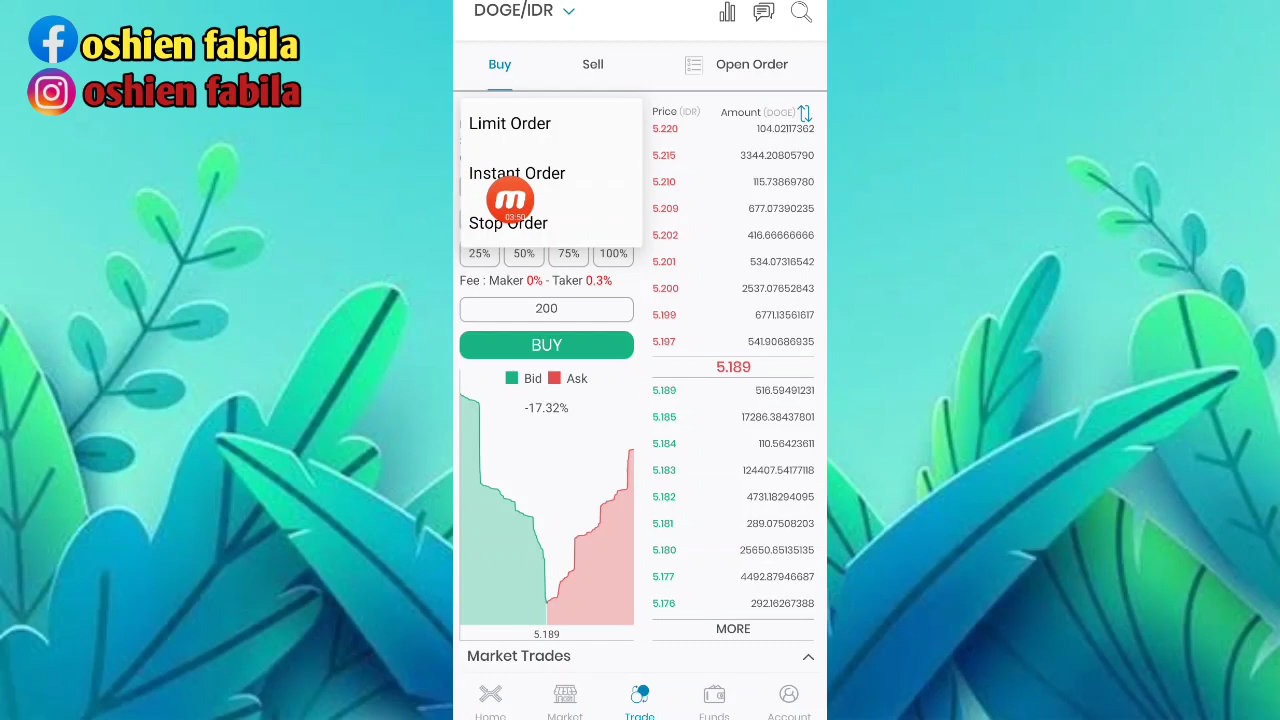 oshien fabila
oshien fabila
DOGE/IDR
Buy
Sell
Open Order
Limit Order
Instant Order
Stop Order
m
03:50
25%
50%
75%
100%
Fee : Maker 0% - Taker 0.3%
200
BUY
Bid
Ask
-17.32%
5.189
Price (IDR) Amount (DOGE)
5.220 104.02117362
5.215 3344.20805790
5.210 115.73869780
5.209 677.07390235
5.202 416.66666666
5.201 534.07316542
5.200 2537.07652643
5.199 6771.13561617
5.197 541.90686935
5.189
5.189 516.59491231
5.185 17286.38437801
5.184 110.56423611
5.183 124407.54177118
5.182 4731.18294095
5.181 289.07508203
5.180 25650.65135135
5.177 4492.87946687
5.176 292.16267388
MORE
Market Trades
Home
Market
Trade
Funds
Account